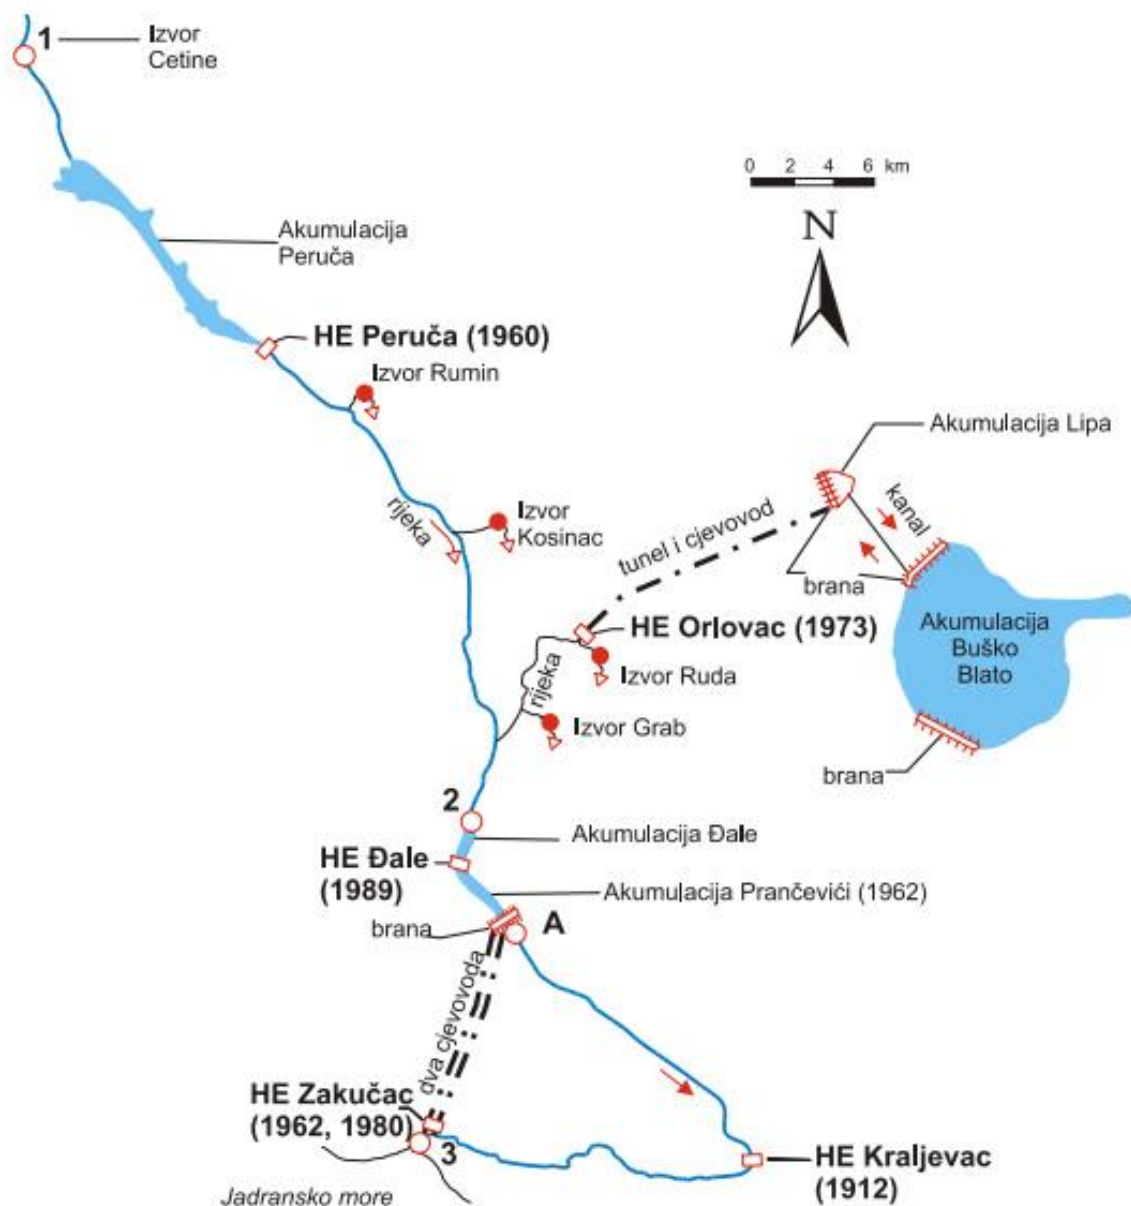 1
Izvor
Cetine
0 2 4 6 km
N
Akumulacija
Peruča
HE Peruča (1960)
Izvor Rumin
Akumulacija Lipa
kanal
rijeka
Izvor
Kosinac
tunel i cjevovod
brana
HE Orlovac (1973)
Akumulacija
Buško
Blato
rijeka
Izvor Ruda
Izvor Grab
brana
2
Akumulacija Đale
HE Đale
(1989)
Akumulacija Prančevići (1962)
brana
A
dva cjevovoda
HE Zakučac
(1962, 1980)
3
HE Kraljevac
(1912)
Jadransko more